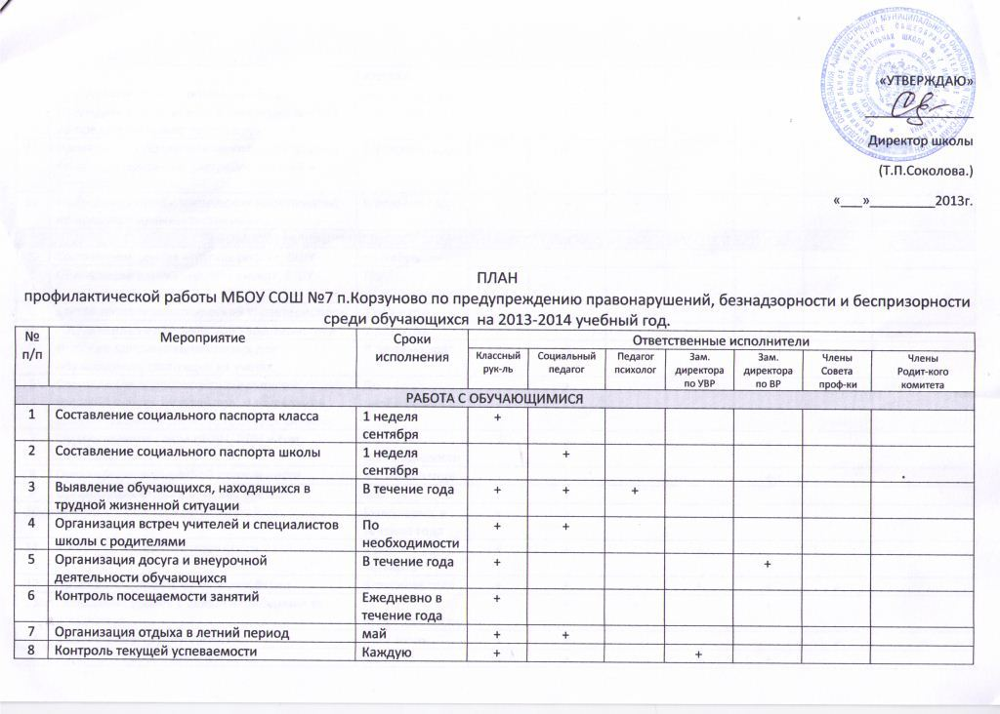 «УТВЕРЖДАЮ»
Директор школы
(Т.П.Соколова.)
«___»_________2013г.
ПЛАН
профилактической работы МБОУ СОШ №7 п.Корзуново по предупреждению правонарушений, безнадзорности и беспризорности
среди обучающихся на 2013-2014 учебный год.
№ п/п Мероприятие Сроки исполнения Ответственные исполнители
Классный рук-ль Социальный педагог Педагог психолог Зам. директора по УВР Зам. директора по ВР Члены Совета проф-ки Члены Родит-кого комитета
РАБОТА С ОБУЧАЮЩИМИСЯ
1 Составление социального паспорта класса 1 неделя сентября +
2 Составление социального паспорта школы 1 неделя сентября +
3 Выявление обучающихся, находящихся в трудной жизненной ситуации В течение года + + +
4 Организация встреч учителей и специалистов школы с родителями По необходимости + +
5 Организация досуга и внеурочной деятельности обучающихся В течение года + +
6 Контроль посещаемости занятий Ежедневно в течение года +
7 Организация отдыха в летний период май + +
8 Контроль текущей успеваемости Каждую + +